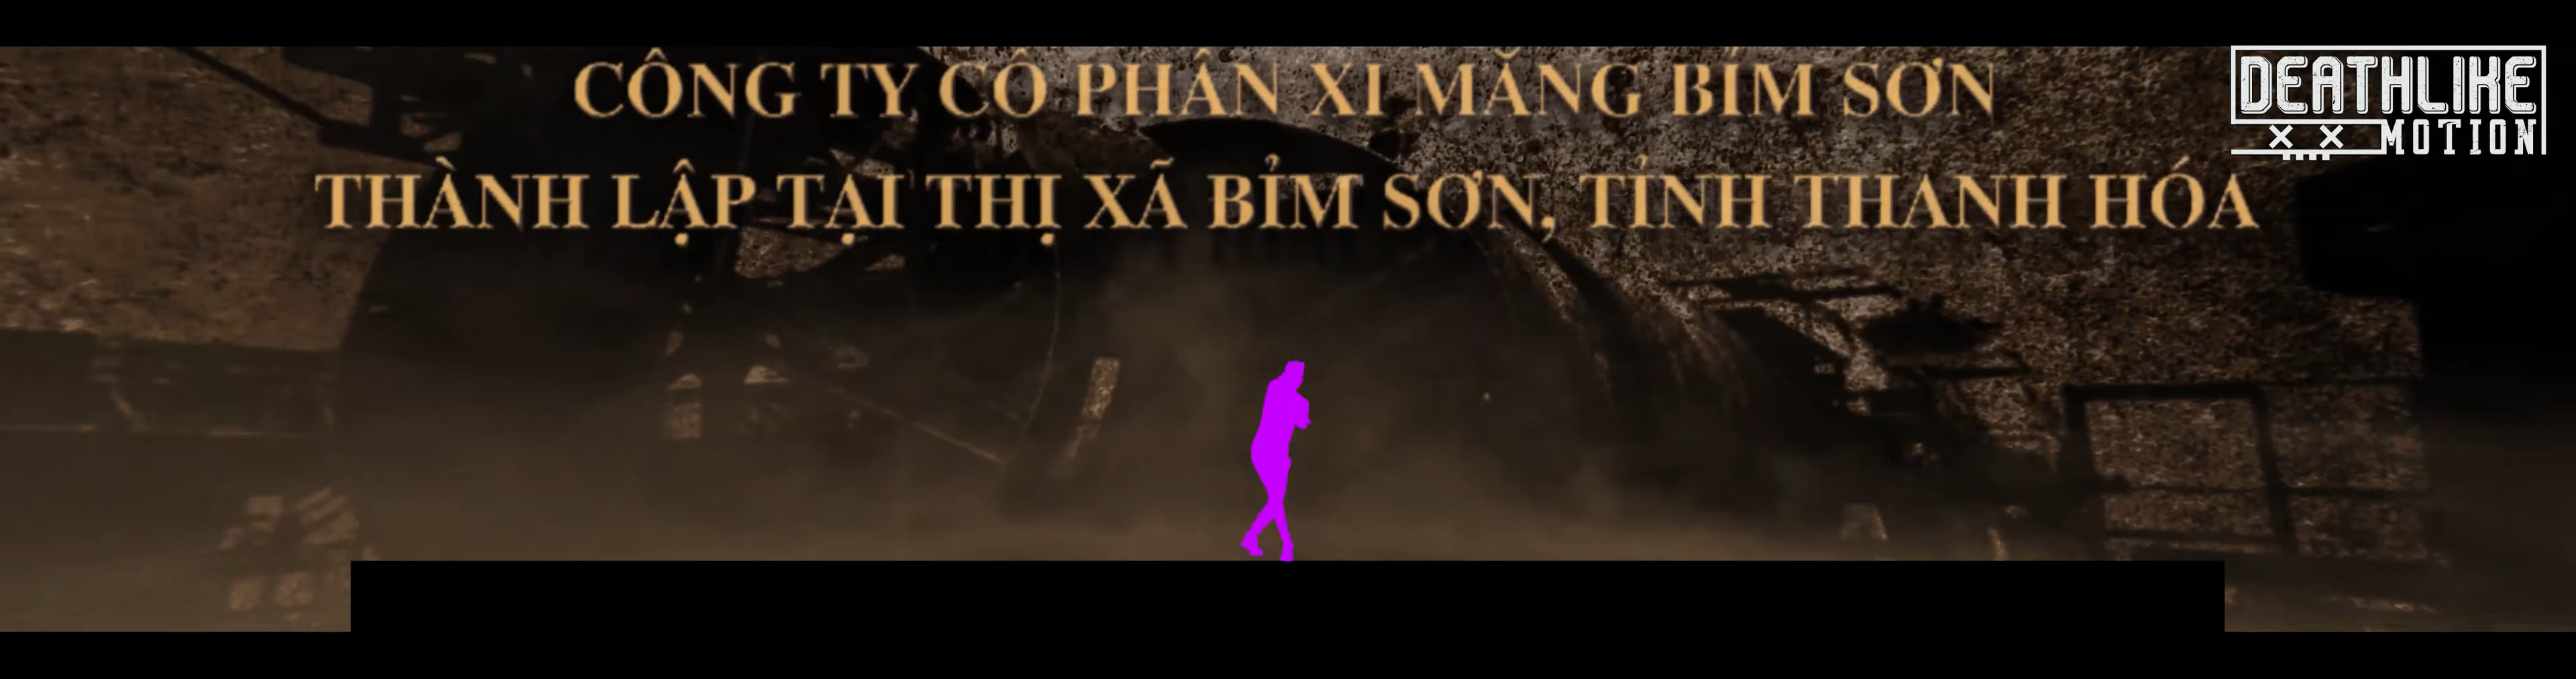 CÔNG TY CỔ PHẦN XI MĂNG BỈM SƠN
THÀNH LẬP TẠI THỊ XÃ BỈM SƠN, TỈNH THANH HÓA
DEATHLIKE
MOTION